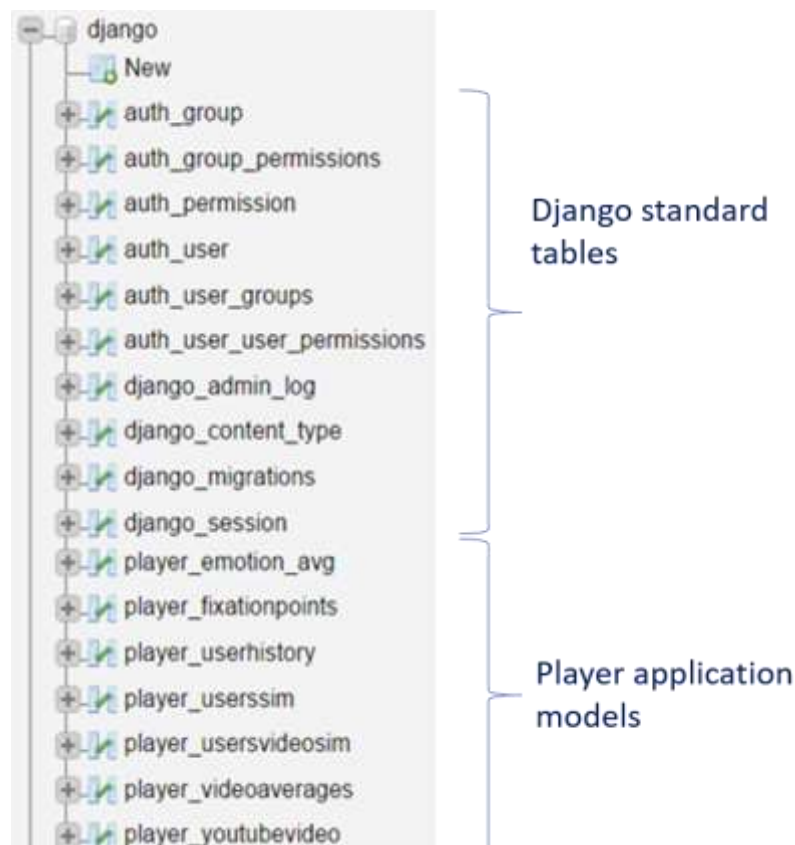 django
New
auth_group
auth_group_permissions
auth_permission
auth_user
auth_user_groups
auth_user_user_permissions
django_admin_log
django_content_type
django_migrations
django_session
player_emotion_avg
player_fixationpoints
player_userhistory
player_userssim
player_usersvideosim
player_videoaverages
player_youtubevideo
Django standard
tables
Player application
models